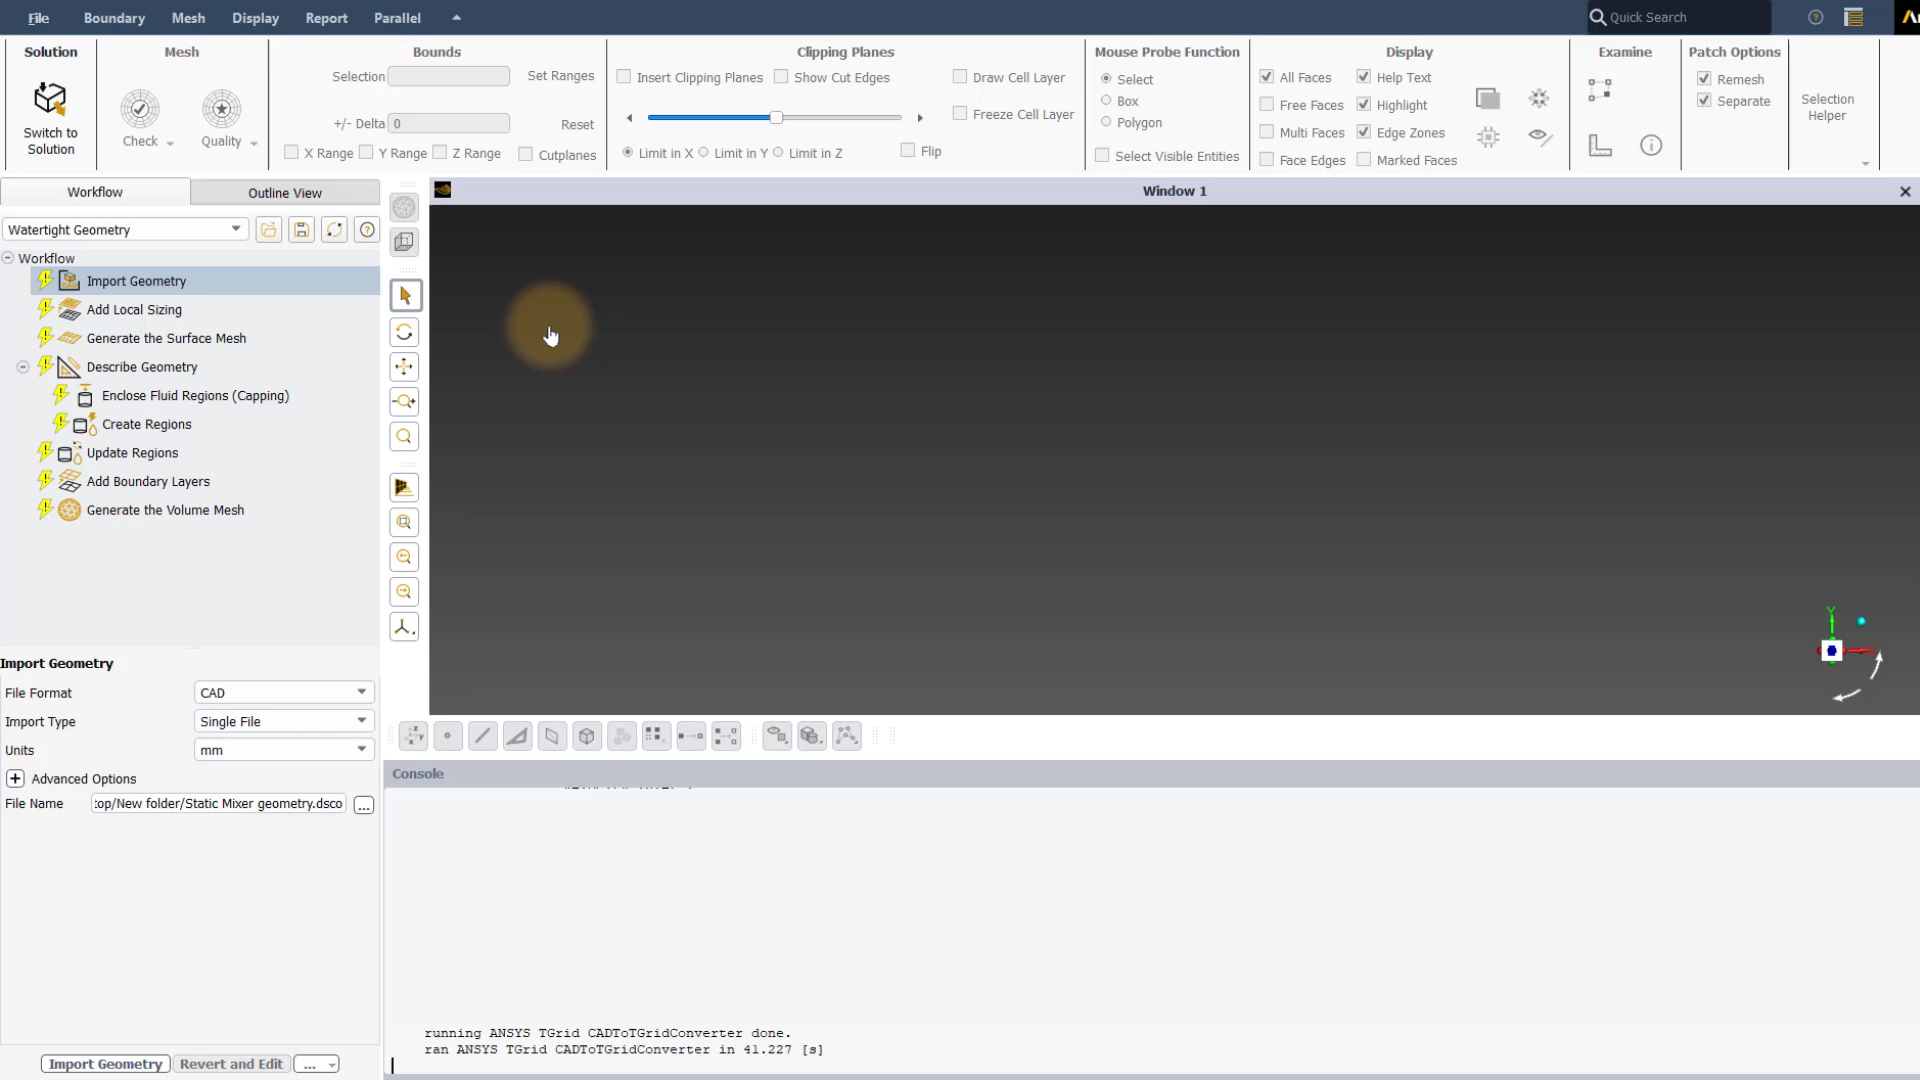 File Boundary Mesh Display Report Parallel
Quick Search
Solution Mesh Bounds Clipping Planes Mouse Probe Function Display Examine Patch Options
Selection Set Ranges Insert Clipping Planes Show Cut Edges Draw Cell Layer Select All Faces Help Text Remesh
Box Free Faces Highlight Separate Selection Helper
+/- Delta 0 Reset Freeze Cell Layer Polygon Multi Faces Edge Zones
Switch to Solution Check Quality
X Range Y Range Z Range Cutplanes Limit in X Limit in Y Limit in Z Flip Select Visible Entities Face Edges Marked Faces
Workflow Outline View
Window 1
Watertight Geometry
Workflow
Import Geometry
Add Local Sizing
Generate the Surface Mesh
Describe Geometry
Enclose Fluid Regions (Capping)
Create Regions
Update Regions
Add Boundary Layers
Generate the Volume Mesh
Y
Import Geometry
File Format CAD
Import Type Single File
Units mm
Advanced Options
File Name top/New folder/Static Mixer geometry.dsco ...
Console
running ANSYS TGrid CADToTGridConverter done.
ran ANSYS TGrid CADToTGridConverter in 41.227 [s]
Import Geometry Revert and Edit ...